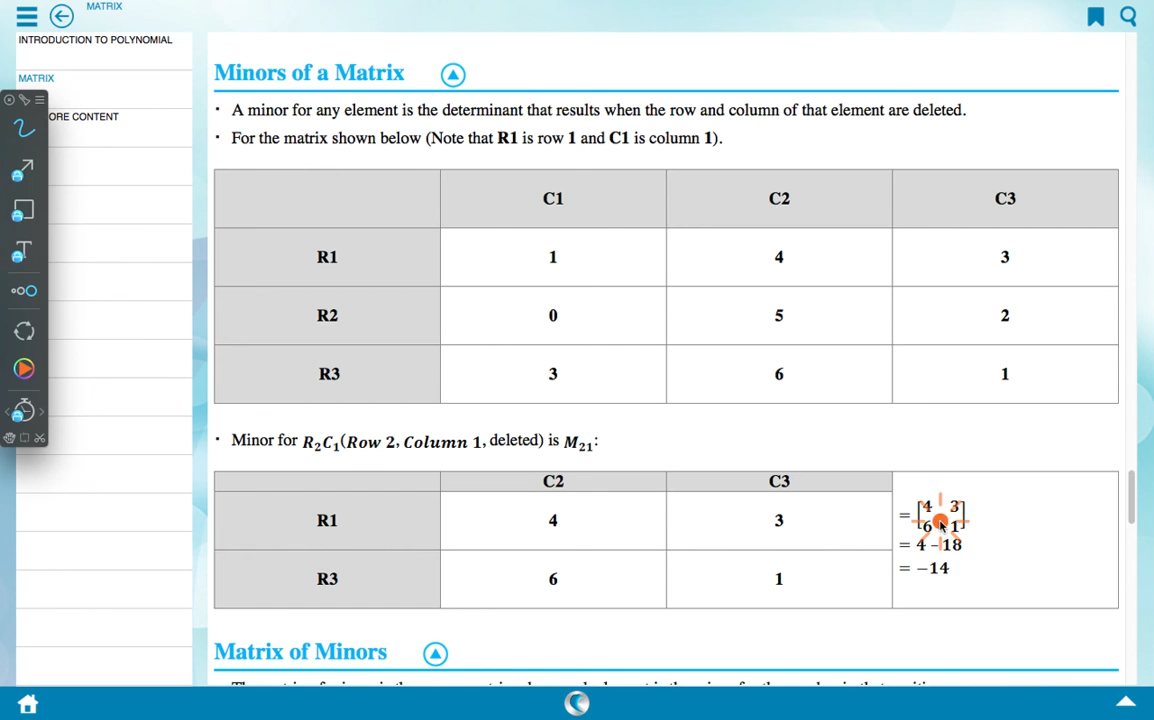 MATRIX
INTRODUCTION TO POLYNOMIAL
MATRIX
ORE CONTENT
Minors of a Matrix
· A minor for any element is the determinant that results when the row and column of that element are deleted.
· For the matrix shown below (Note that R1 is row 1 and C1 is column 1).
C1 C2 C3
R1 1 4 3
R2 0 5 2
R3 3 6 1
· Minor for R₂C₁(Row 2, Column 1, deleted) is M₂₁:
C2 C3
R1 4 3
R3 6 1
= [4 3
6 1]
= 4 − 18
= −14
Matrix of Minors